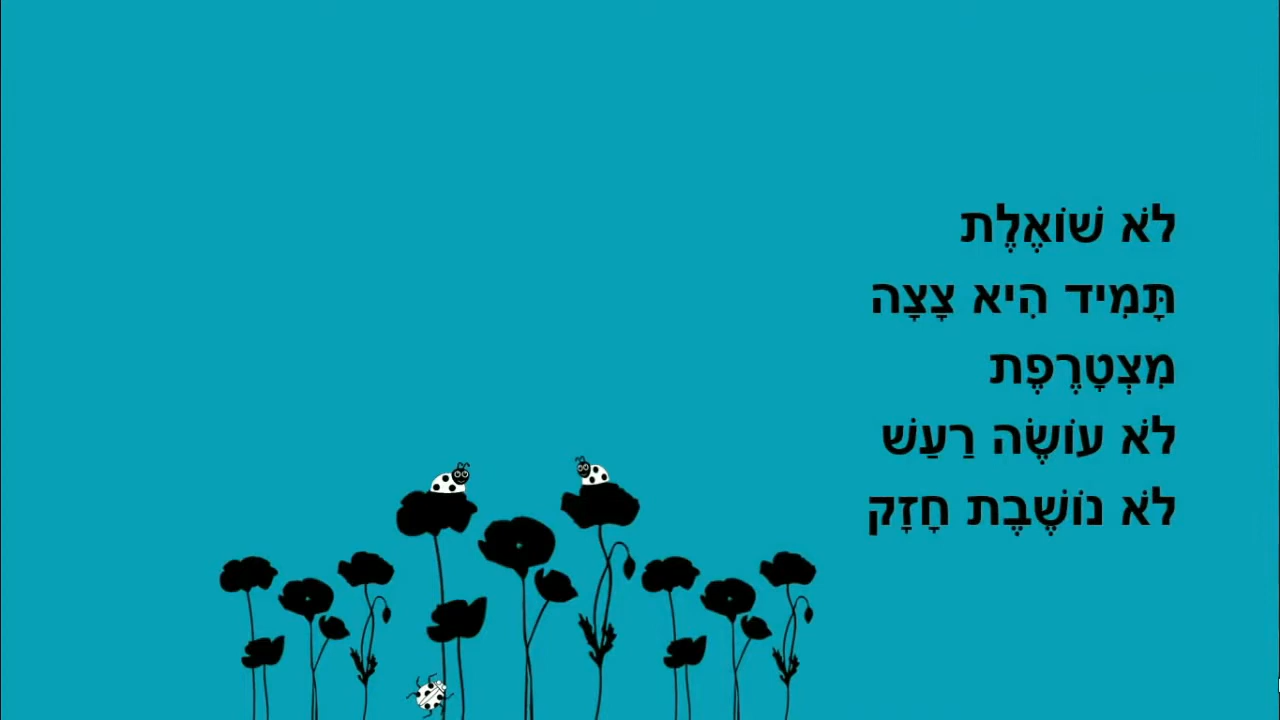 לֹא שׁוֹאֶלֶת
תָּמִיד הִיא צָצָה
מִצְטָרֶפֶת
לֹא עוֹשֶׂה רַעַשׁ
לֹא נוֹשֶׁבֶת חָזָק